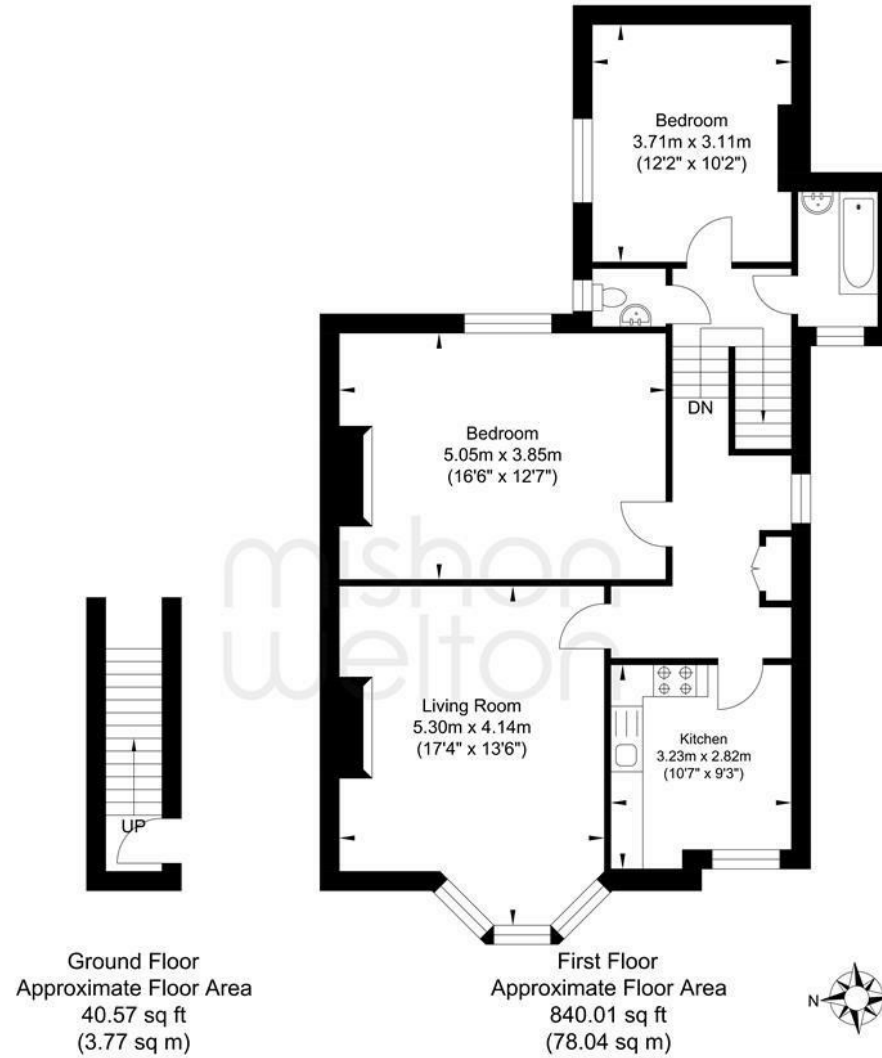 Bedroom
3.71m x 3.11m
(12'2" x 10'2")
DN
Bedroom
5.05m x 3.85m
(16'6" x 12'7")
mishon
welton
Living Room
5.30m x 4.14m
(17'4" x 13'6")
Kitchen
3.23m x 2.82m
(10'7" x 9'3")
UP
Ground Floor
Approximate Floor Area
40.57 sq ft
(3.77 sq m)
First Floor
Approximate Floor Area
840.01 sq ft
(78.04 sq m)
N